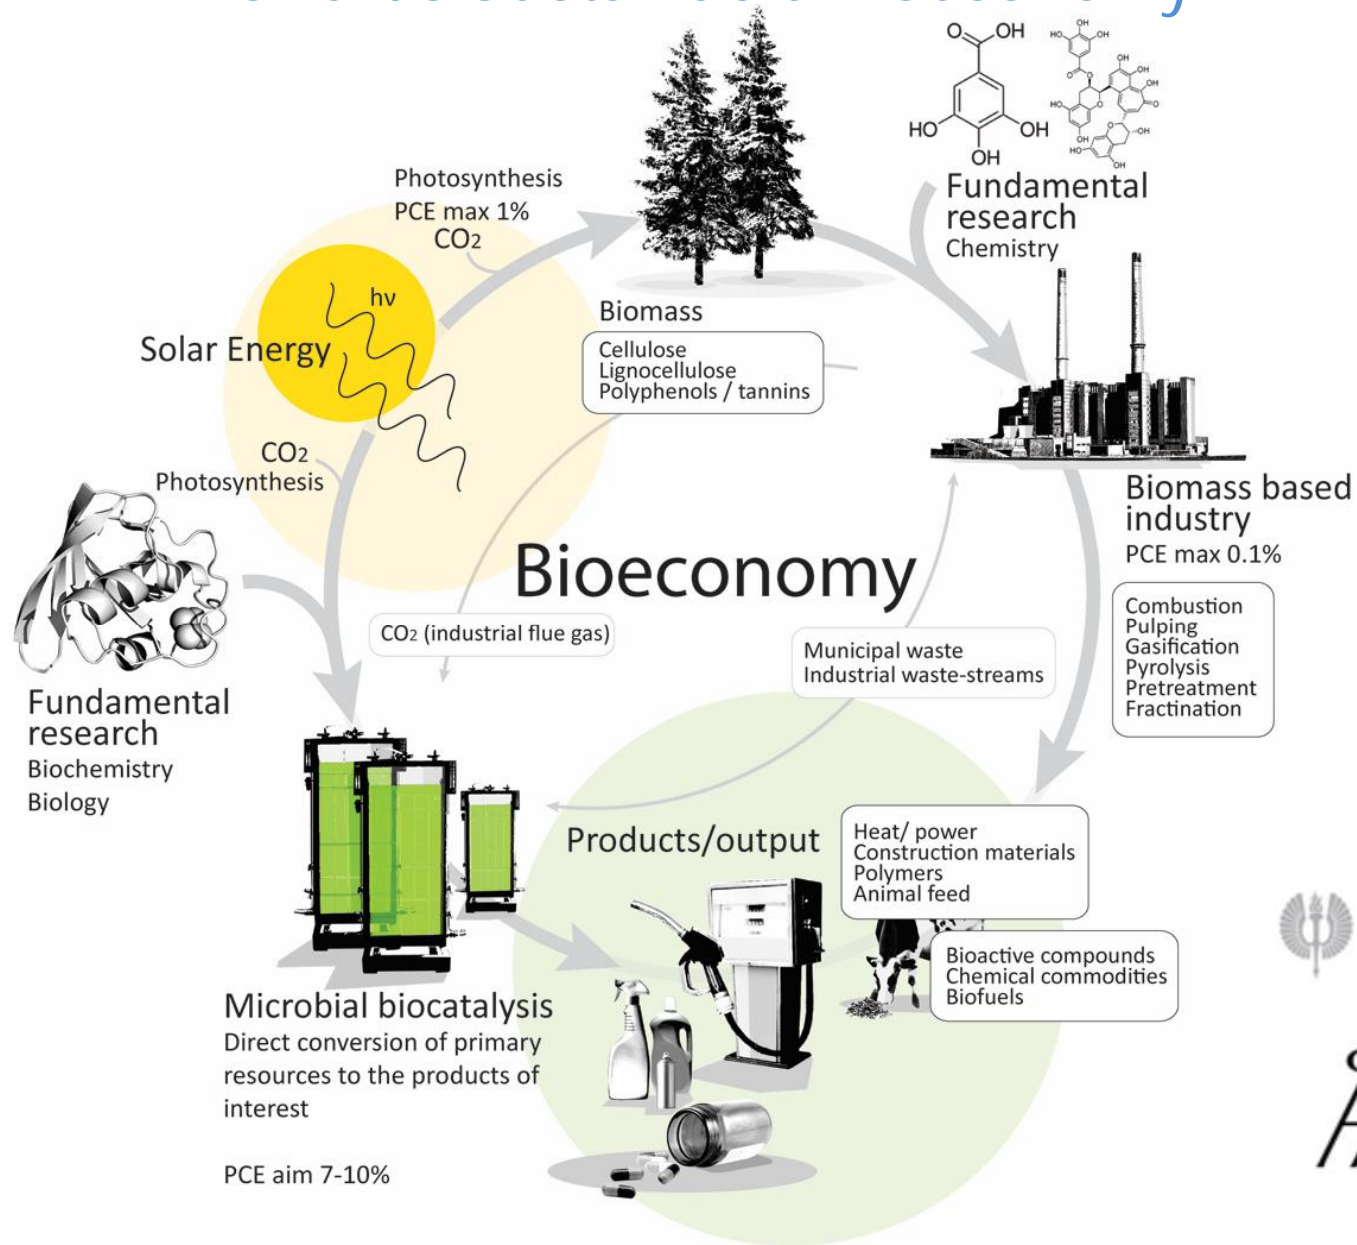 OH
O
OH
HO
OH
OH
Fundamental
research
Chemistry
Photosynthesis
PCE max 1%
CO2
hν
Solar Energy
Biomass
Cellulose
Lignocellulose
Polyphenols / tannins
CO2
Photosynthesis
Biomass based
industry
PCE max 0.1%
Combustion
Pulping
Gasification
Pyrolysis
Pretreatment
Fractination
Bioeconomy
CO2 (industrial flue gas)
Municipal waste
Industrial waste-streams
Fundamental
research
Biochemistry
Biology
Products/output
Heat/ power
Construction materials
Polymers
Animal feed
Bioactive compounds
Chemical commodities
Biofuels
Microbial biocatalysis
Direct conversion of primary
resources to the products of
interest
PCE aim 7-10%